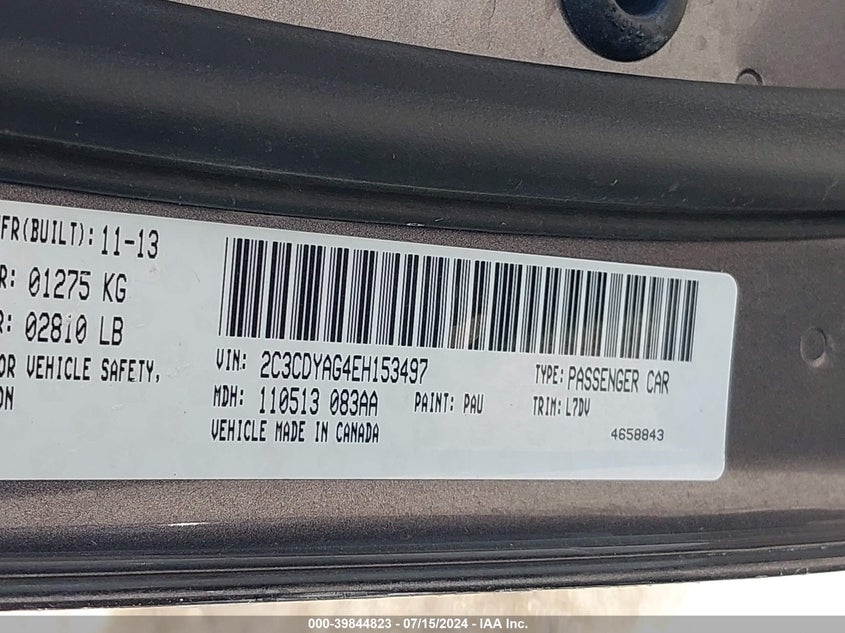 FR(BUILT): 11-13
R: 01275 KG
R: 02810 LB
OR VEHICLE SAFETY,
ON
VIN: 2C3CDYAG4EH153497
TYPE: PASSENGER CAR
MDH: 110513 083AA PAINT: PAU TRIM: L7DV
VEHICLE MADE IN CANADA
4658843
000-39844823 - 07/15/2024 - IAA Inc.